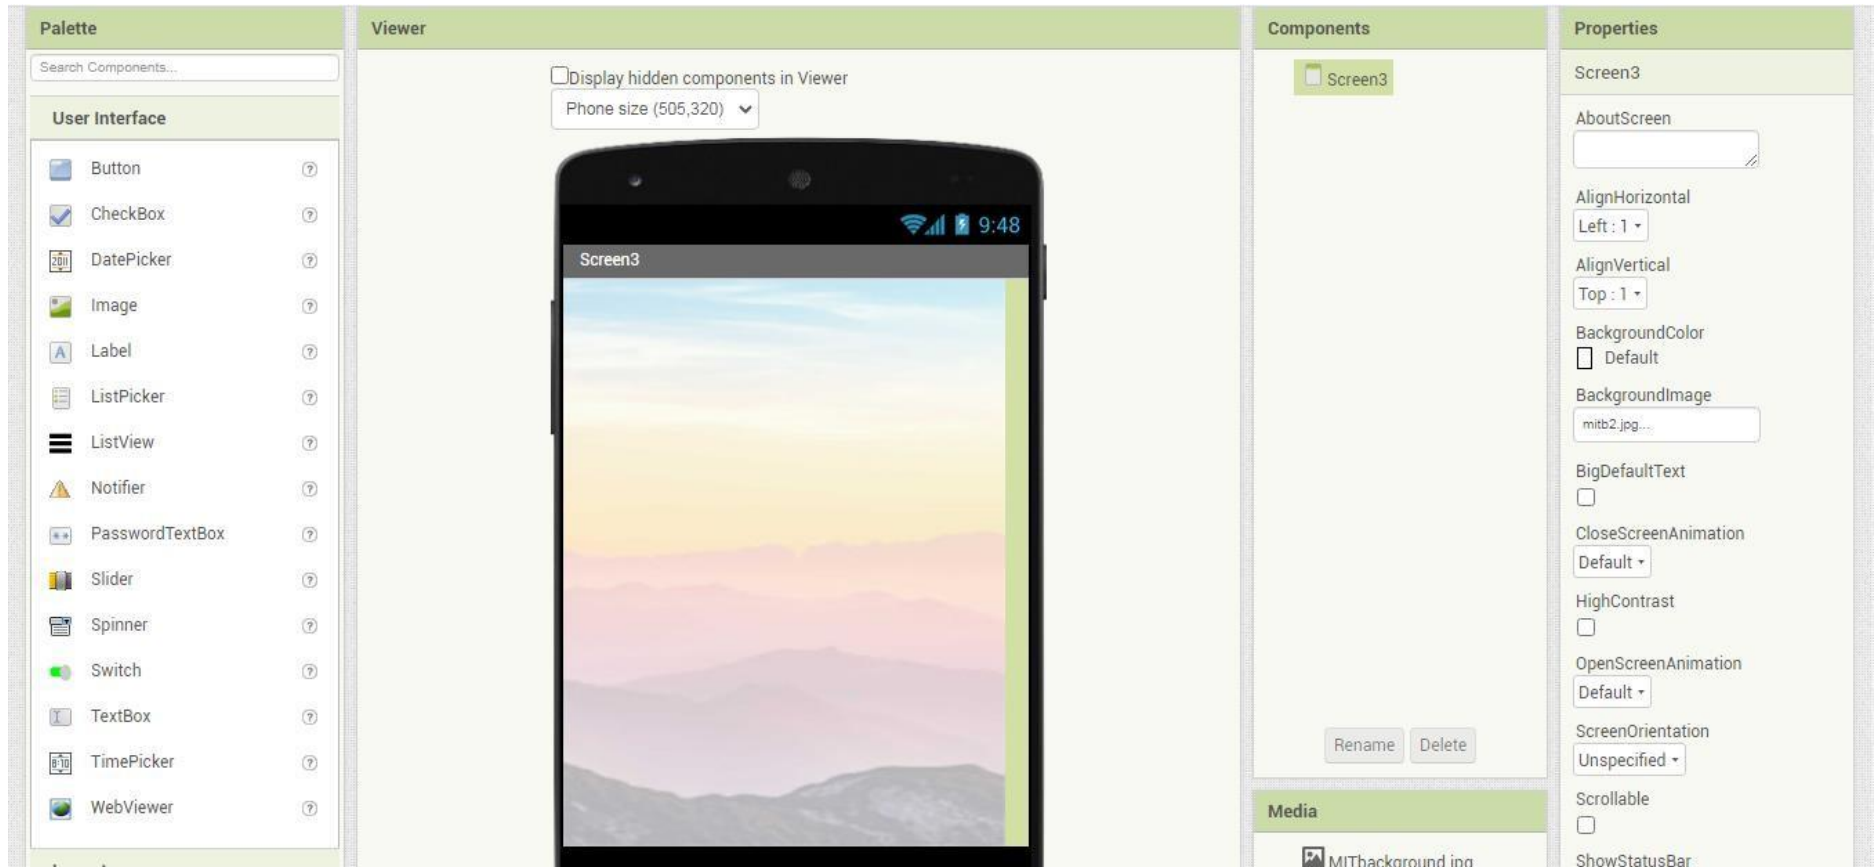 Palette
Search Components...
User Interface
Button
CheckBox
DatePicker
Image
Label
ListPicker
ListView
Notifier
PasswordTextBox
Slider
Spinner
Switch
TextBox
TimePicker
WebViewer
Viewer
Display hidden components in Viewer
Phone size (505,320)
9:48
Screen3
Components
Screen3
Rename Delete
Media
MITbackground.jpg
Properties
Screen3
AboutScreen
AlignHorizontal
Left : 1
AlignVertical
Top : 1
BackgroundColor
Default
BackgroundImage
mitb2.jpg...
BigDefaultText
CloseScreenAnimation
Default
HighContrast
OpenScreenAnimation
Default
ScreenOrientation
Unspecified
Scrollable
ShowStatusBar